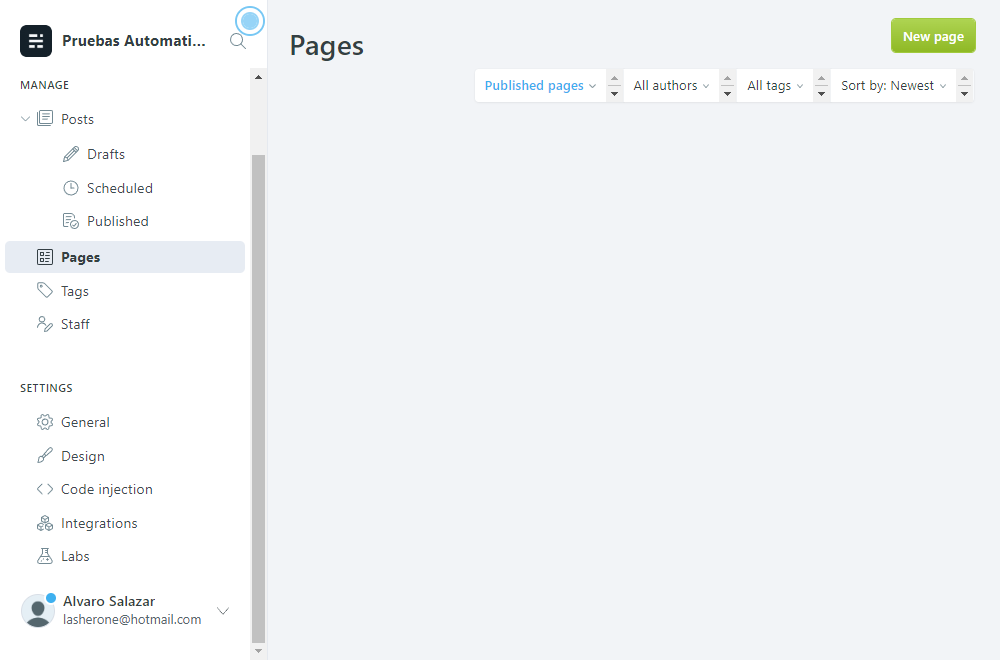 Pruebas Automati...
MANAGE
Posts
Drafts
Scheduled
Published
Pages
Tags
Staff
SETTINGS
General
Design
Code injection
Integrations
Labs
Alvaro Salazar
lasherone@hotmail.com
Pages
New page
Published pages
All authors
All tags
Sort by: Newest